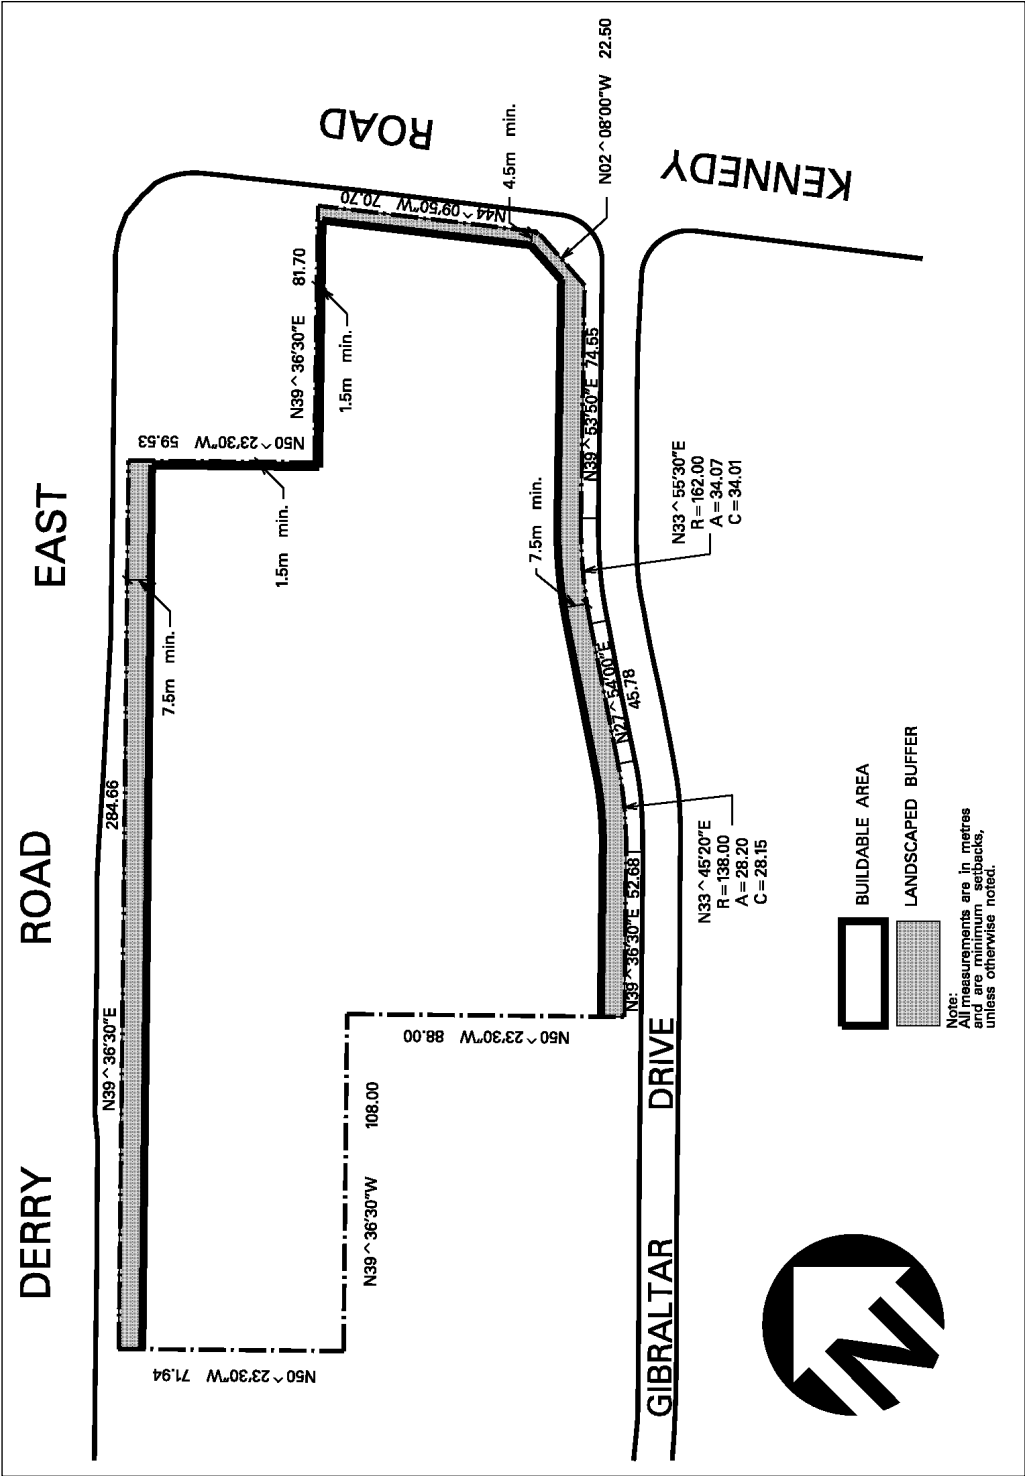 DERRY ROAD EAST
KENNEDY ROAD
GIBRALTAR DRIVE
N39^36'30"E 284.66
7.5m min.
N50^23'30"W 59.53
1.5m min.
N39^36'30"E 81.70
1.5m min.
N44^09'50"W 70.70
4.5m min.
N02^08'00"W 22.50
N39^53'50"E 74.55
7.5m min.
N33^55'30"E
R=162.00
A=34.07
C=34.01
N27^54'00"E
45.78
N33^45'20"E
R=138.00
A=28.20
C=28.15
N39^36'30"E 52.68
N50^23'30"W 88.00
N39^36'30"W 108.00
N50^23'30"W 71.94
BUILDABLE AREA
LANDSCAPED BUFFER
Note:
All measurements are in metres
and are minimum setbacks,
unless otherwise noted.
N